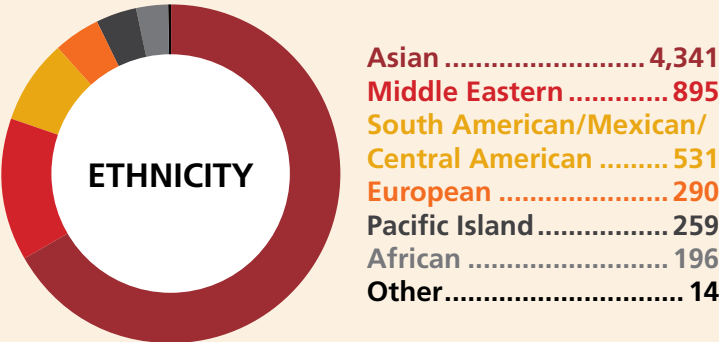 ETHNICITY
Asian .......................... 4,341
Middle Eastern ............. 895
South American/Mexican/
Central American ......... 531
European ...................... 290
Pacific Island ................. 259
African .......................... 196
Other ............................... 14